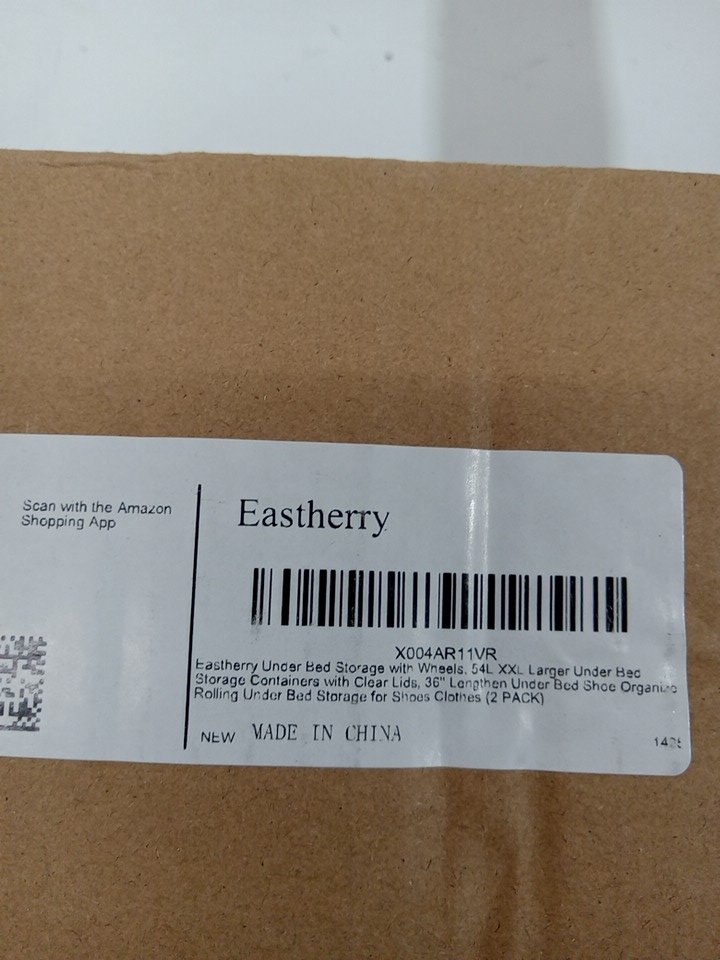 Scan with the Amazon
Shopping App
Eastherry
X004AR11VR
Eastherry Under Bed Storage with Wheels, 54L XXL Larger Under Bed
Storage Containers with Clear Lids, 36" Lengthen Under Bed Shoe Organize
Rolling Under Bed Storage for Shoes Clothes (2 PACK)
NEW MADE IN CHINA